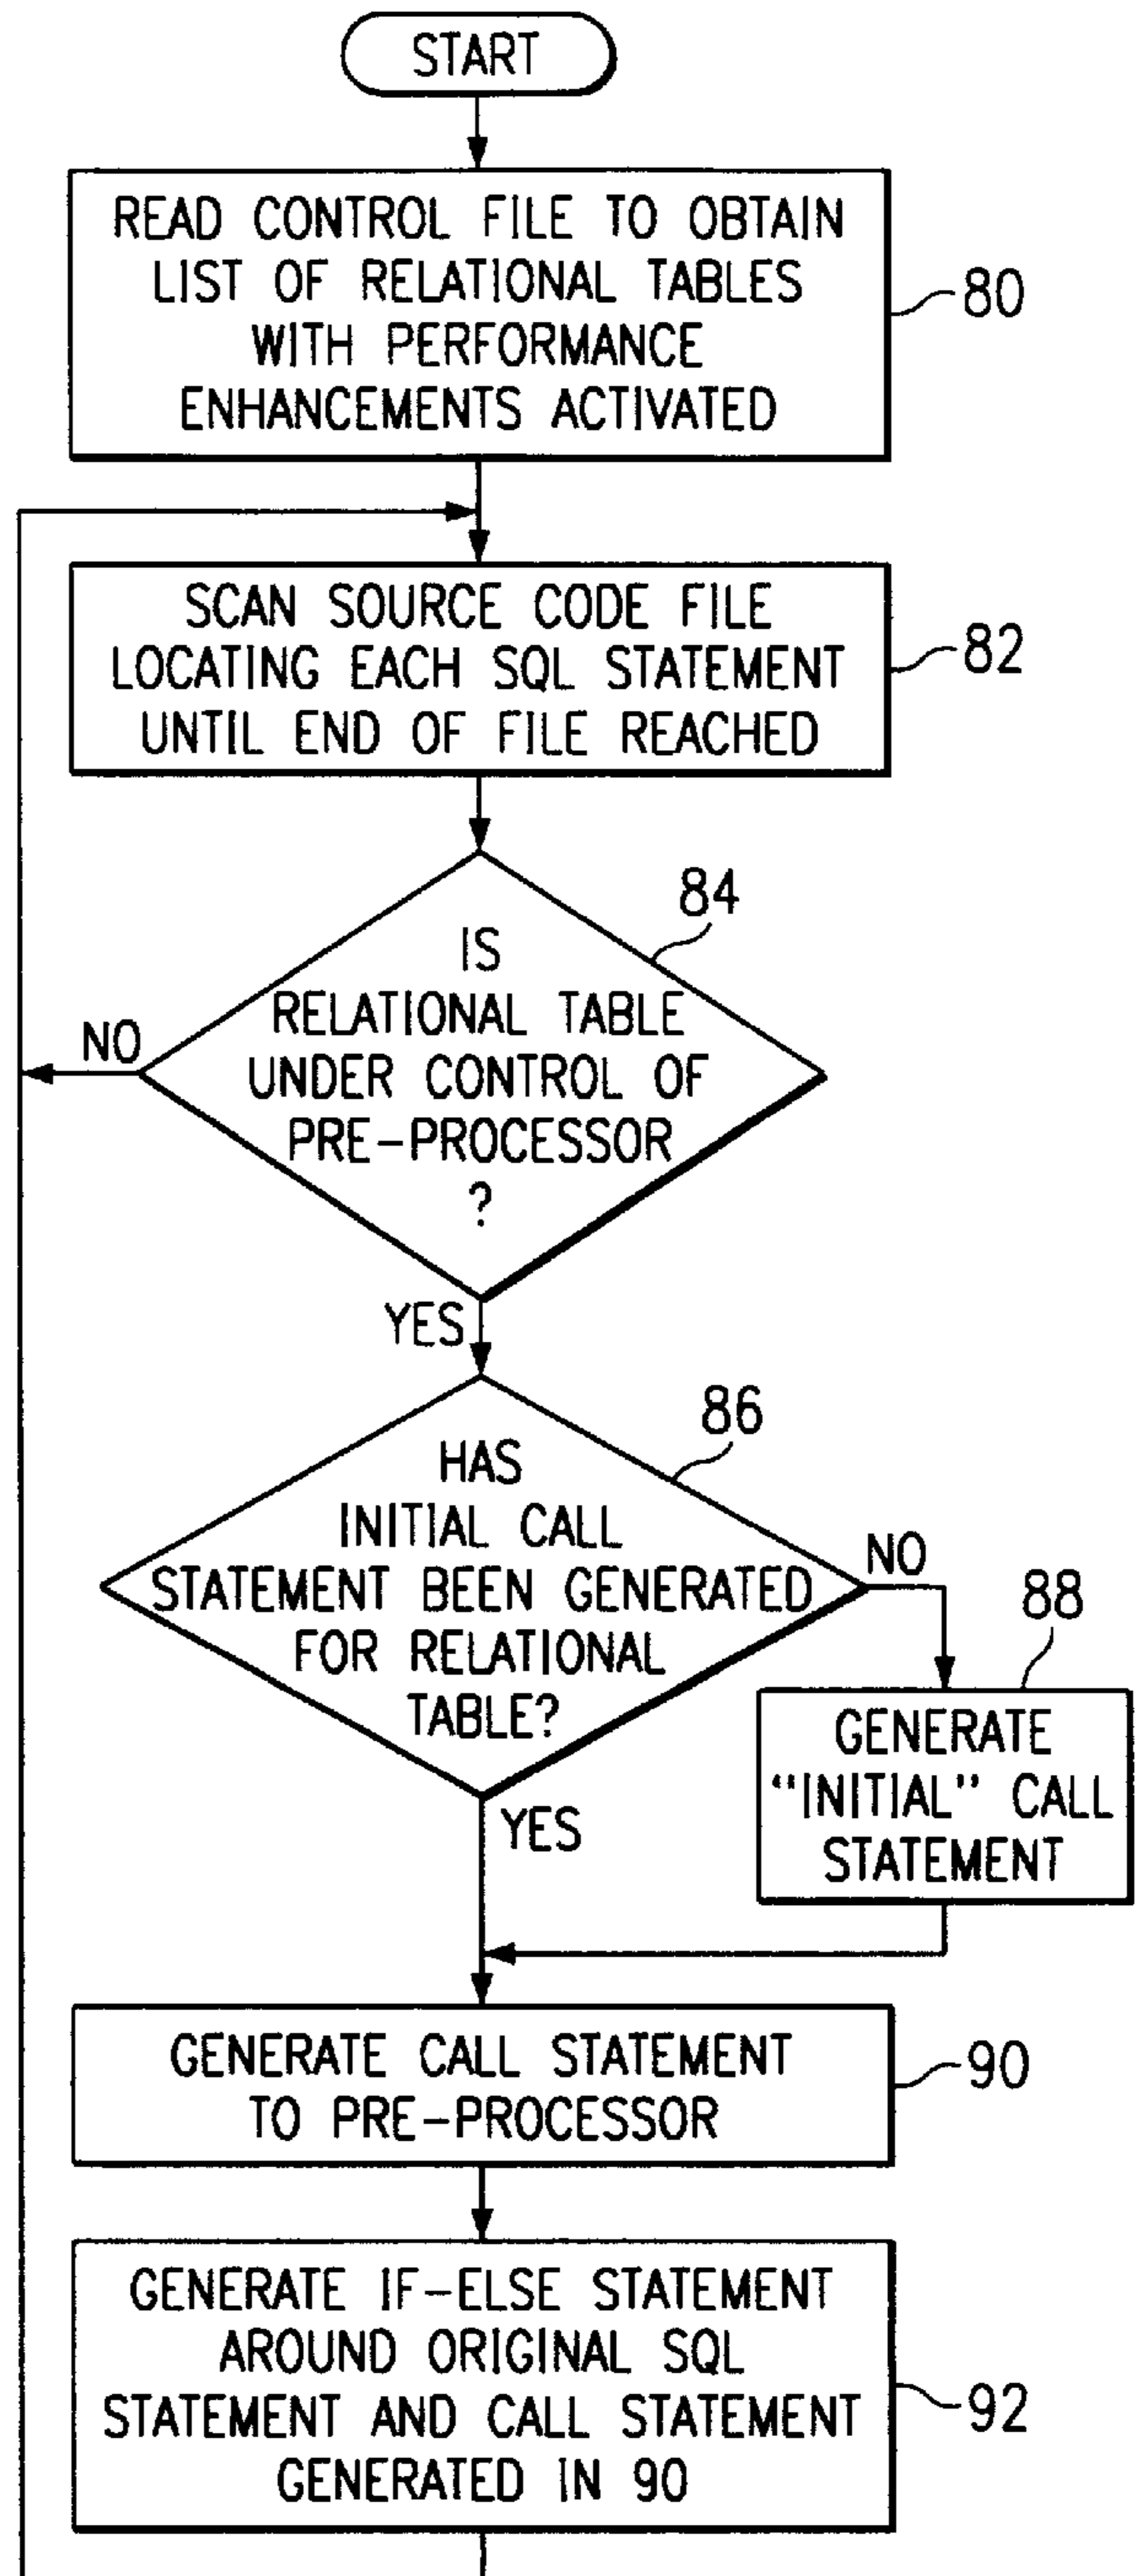 START
READ CONTROL FILE TO OBTAIN
LIST OF RELATIONAL TABLES
WITH PERFORMANCE
ENHANCEMENTS ACTIVATED
80
SCAN SOURCE CODE FILE
LOCATING EACH SQL STATEMENT
UNTIL END OF FILE REACHED
82
84
IS
RELATIONAL TABLE
UNDER CONTROL OF
PRE-PROCESSOR
?
NO
YES
86
HAS
INITIAL CALL
STATEMENT BEEN GENERATED
FOR RELATIONAL
TABLE?
NO
88
GENERATE
“INITIAL” CALL
STATEMENT
YES
GENERATE CALL STATEMENT
TO PRE-PROCESSOR
90
GENERATE IF-ELSE STATEMENT
AROUND ORIGINAL SQL
STATEMENT AND CALL STATEMENT
GENERATED IN 90
92